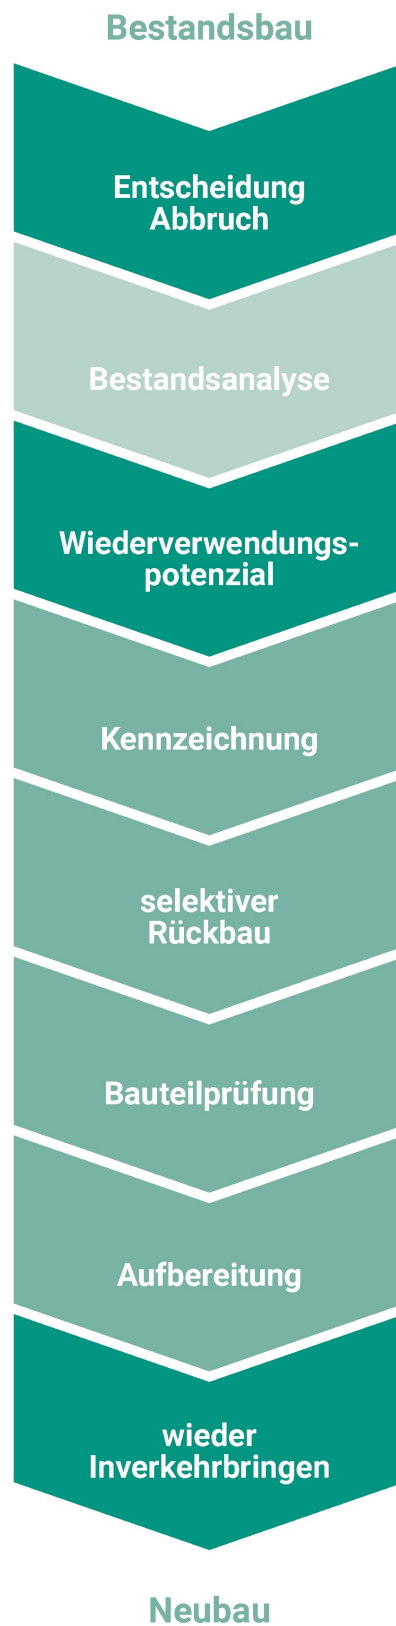 Bestandsbau
Entscheidung
Abbruch
Bestandsanalyse
Wiederverwendungs-
potenzial
Kennzeichnung
selektiver
Rückbau
Bauteilprüfung
Aufbereitung
wieder
Inverkehrbringen
Neubau